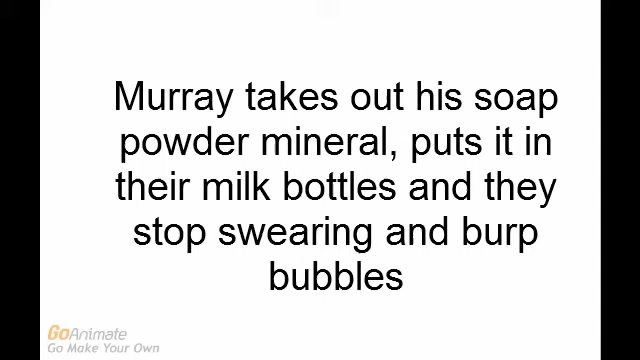 Murray takes out his soap
powder mineral, puts it in
their milk bottles and they
stop swearing and burp
bubbles
GoAnimate
Go Make Your Own